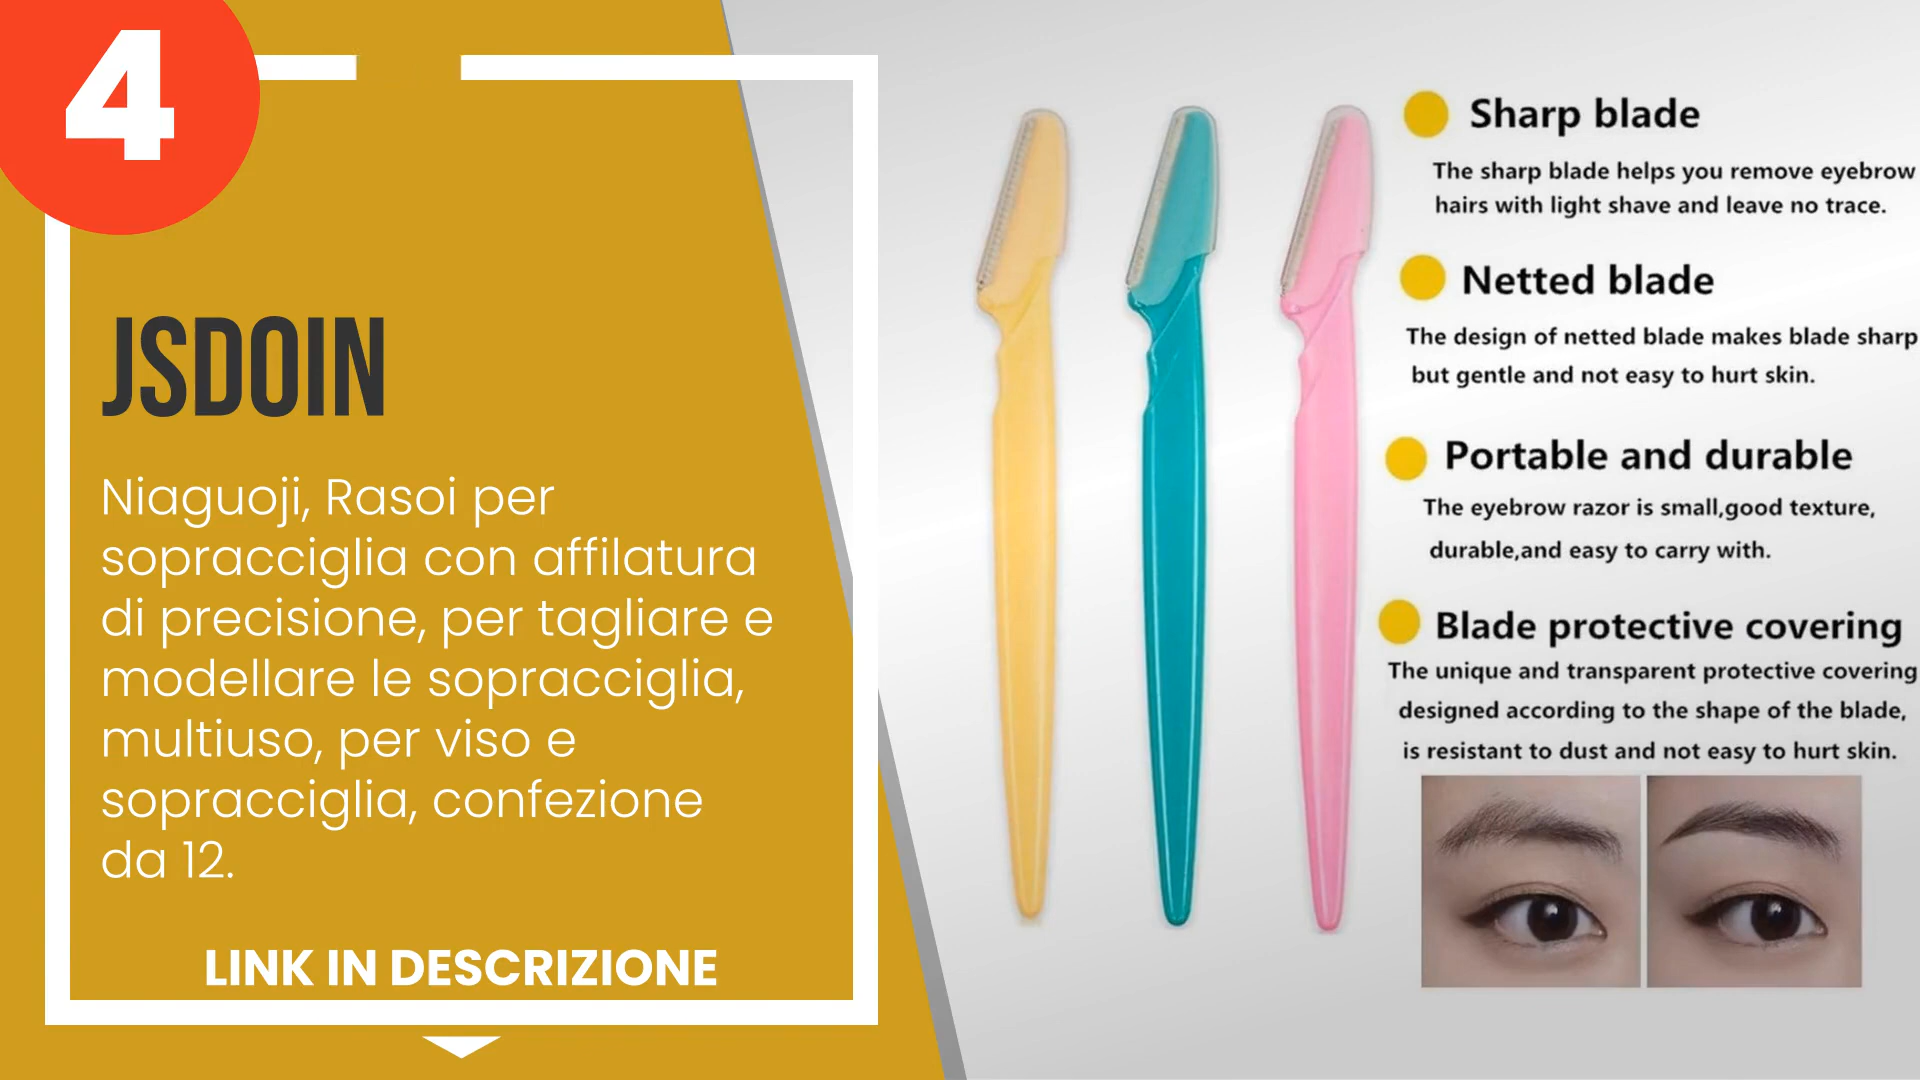 4
JSDOIN
Niaguoji, Rasoi per
sopracciglia con affilatura
di precisione, per tagliare e
modellare le sopracciglia,
multiuso, per viso e
sopracciglia, confezione
da 12.
LINK IN DESCRIZIONE
Sharp blade
The sharp blade helps you remove eyebrow
hairs with light shave and leave no trace.
Netted blade
The design of netted blade makes blade sharp
but gentle and not easy to hurt skin.
Portable and durable
The eyebrow razor is small,good texture,
durable,and easy to carry with.
Blade protective covering
The unique and transparent protective covering
designed according to the shape of the blade,
is resistant to dust and not easy to hurt skin.